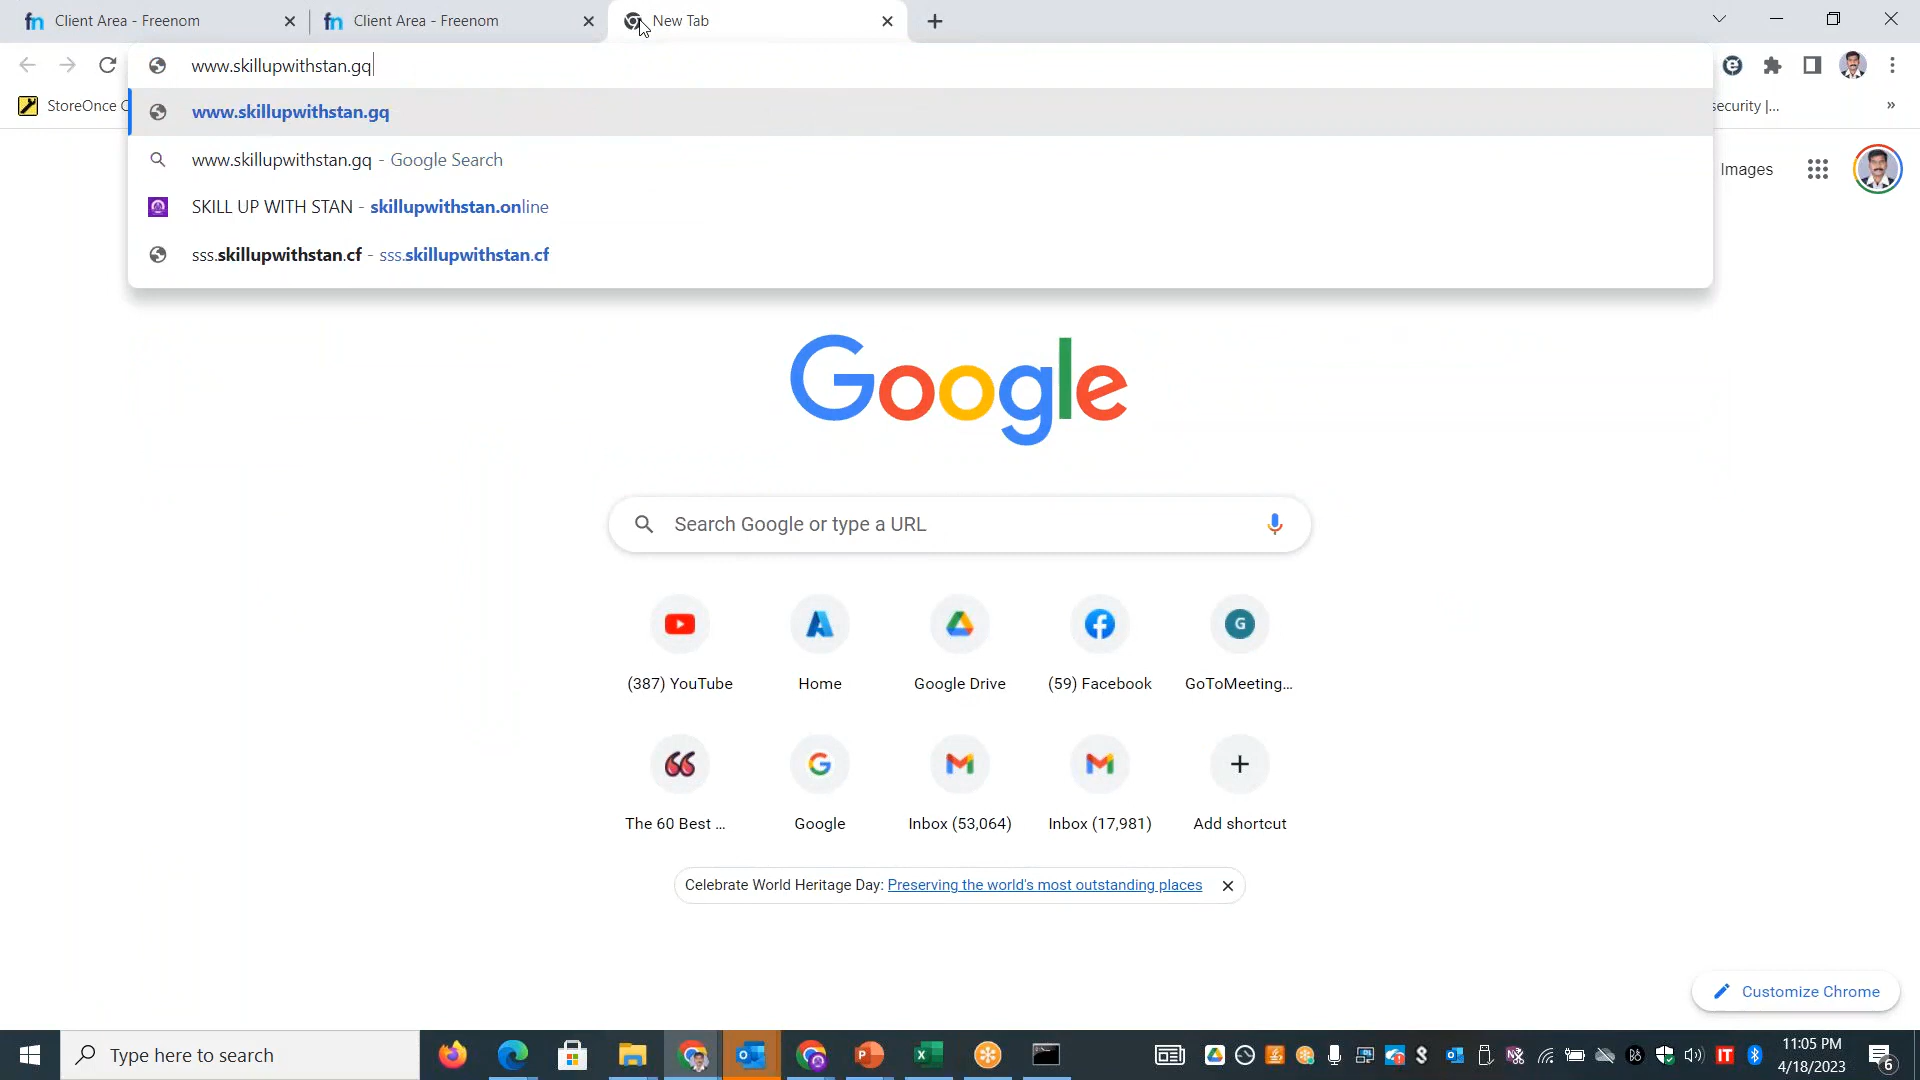 Client Area - Freenom
Client Area - Freenom
New Tab
www.skillupwithstan.gq
StoreOnce
security |...
»
www.skillupwithstan.gq
www.skillupwithstan.gq - Google Search
SKILL UP WITH STAN - skillupwithstan.online
sss.skillupwithstan.cf - sss.skillupwithstan.cf
Images
Google
Search Google or type a URL
G
(387) YouTube
Home
Google Drive
(59) Facebook
GoToMeeting...
The 60 Best ...
Google
Inbox (53,064)
Inbox (17,981)
Add shortcut
Celebrate World Heritage Day: Preserving the world's most outstanding places
Customize Chrome
Type here to search
11:05 PM
4/18/2023
6